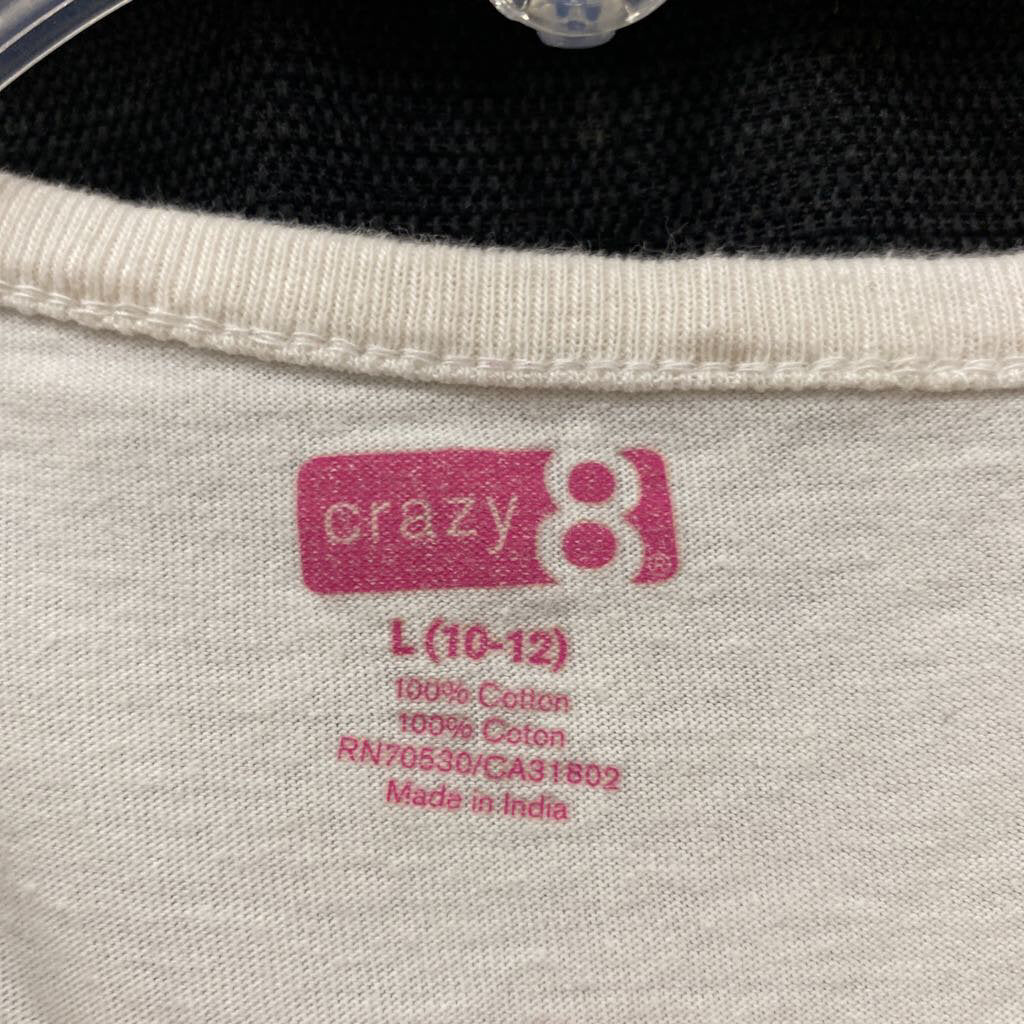 crazy 8®
L (10-12)
100% Cotton
100% Coton
RN70530/CA31802
Made in India